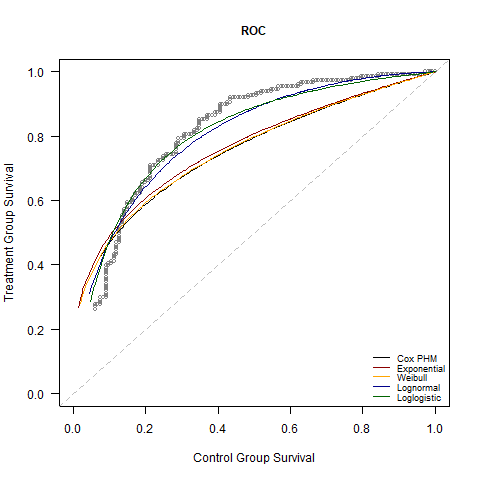 ROC
Treatment Group Survival
1.0
0.8
0.6
0.4
0.2
0.0
Cox PHM
Exponential
Weibull
Lognormal
Loglogistic
0.0 0.2 0.4 0.6 0.8 1.0
Control Group Survival